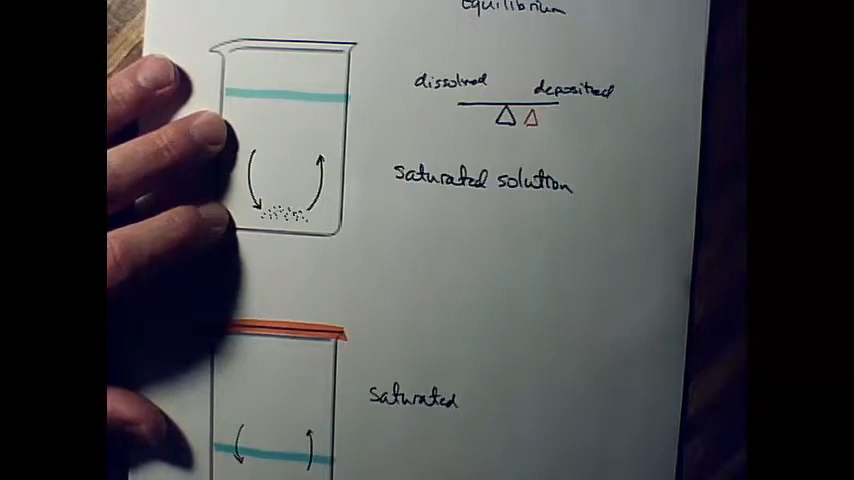 Equilibrium
dissolved deposited
saturated solution
saturated